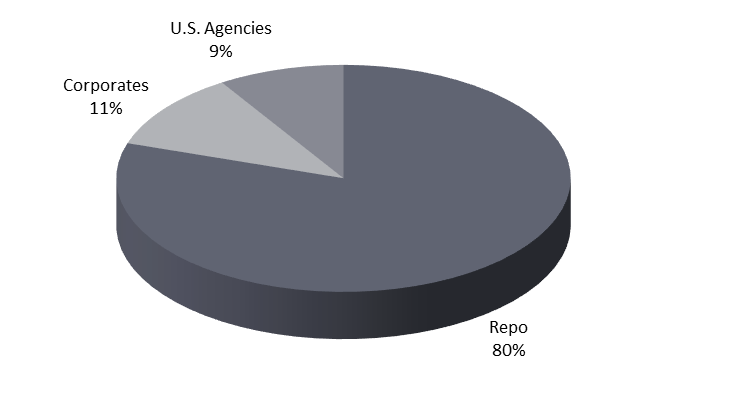 U.S. Agencies
9%
Corporates
11%
Repo
80%